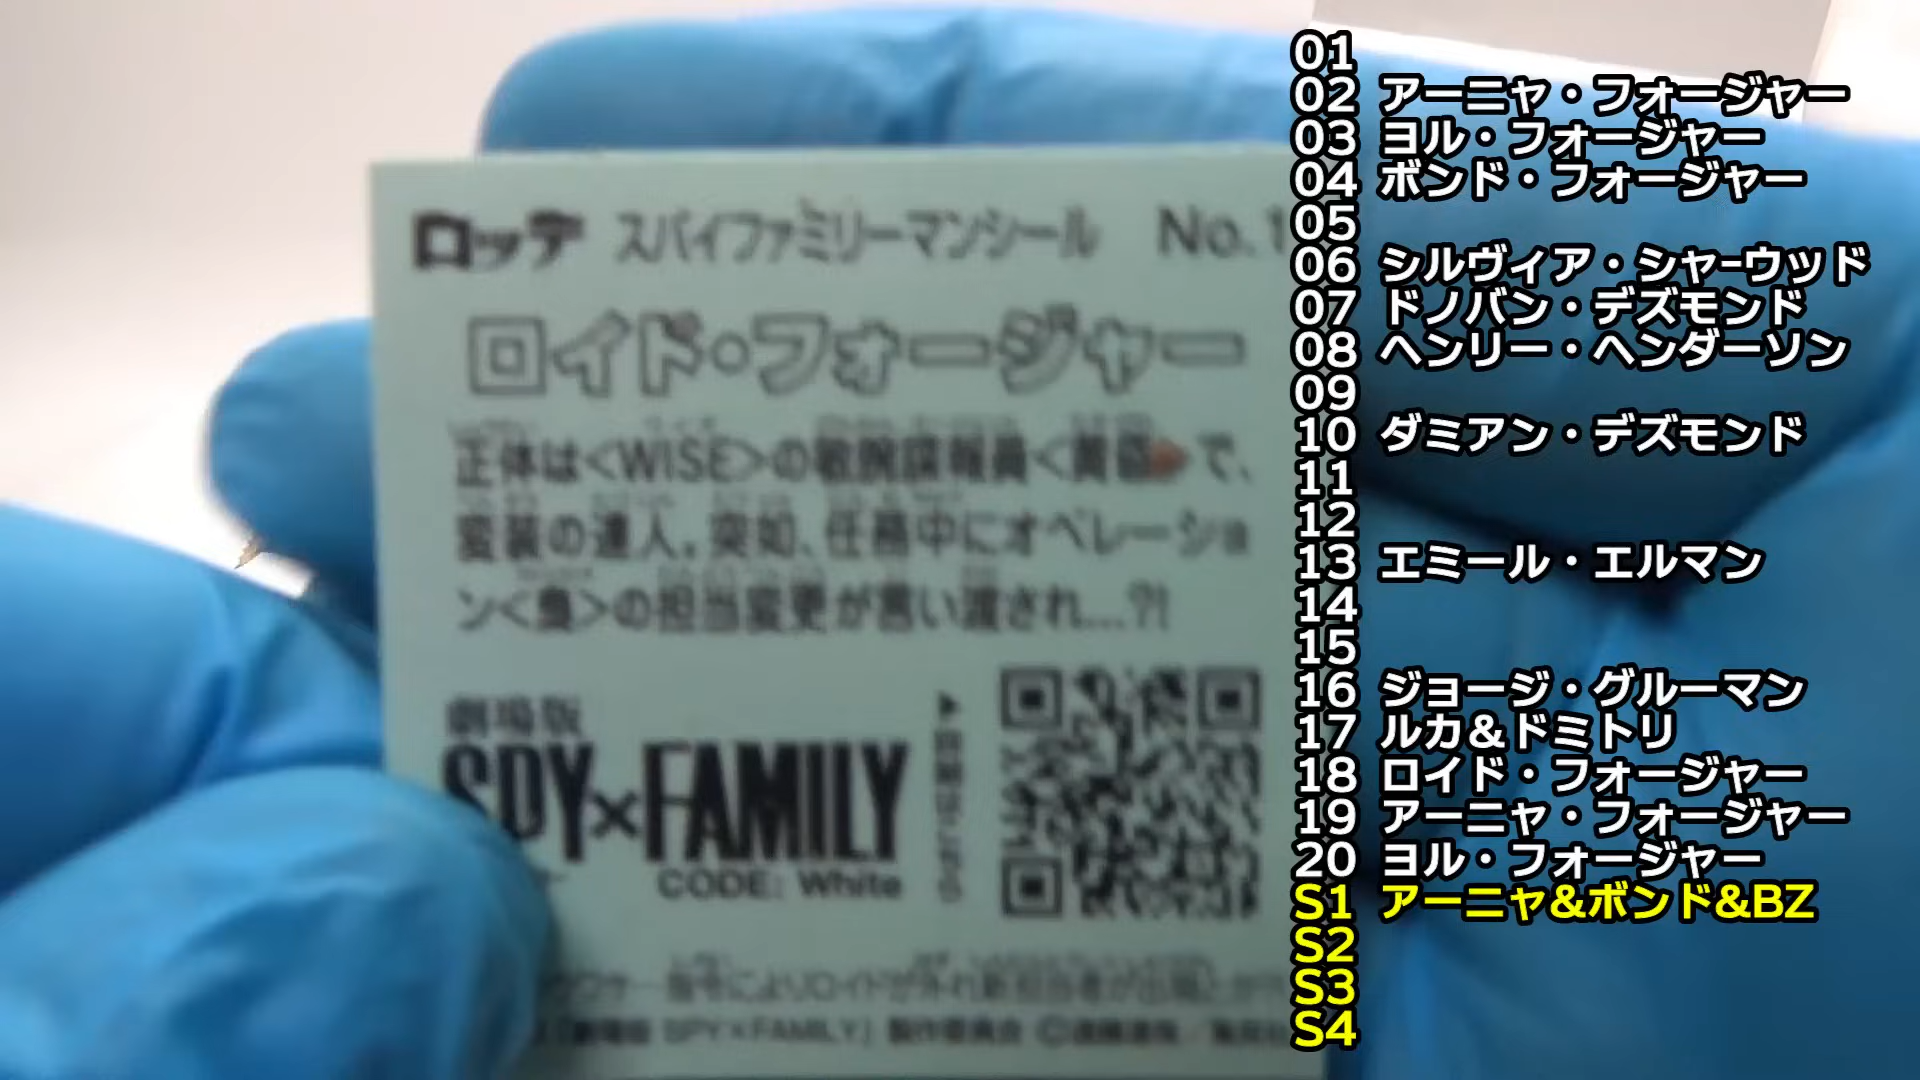 ロッテ スパイファミリーマンシール No.1
ロイド・フォージャー
正体は<WISE>の敏腕諜報員<黄昏>で、
変装の達人。突如、任務中にオペレーショ
ン<梟>の担当変更が言い渡され…?!
劇場版
SPY×FAMILY
CODE: White
01
02 アーニャ・フォージャー
03 ヨル・フォージャー
04 ボンド・フォージャー
05
06 シルヴィア・シャーウッド
07 ドノバン・デズモンド
08 ヘンリー・ヘンダーソン
09
10 ダミアン・デズモンド
11
12
13 エミール・エルマン
14
15
16 ジョージ・グルーマン
17 ルカ&ドミトリ
18 ロイド・フォージャー
19 アーニャ・フォージャー
20 ヨル・フォージャー
S1 アーニャ&ボンド&BZ
S2
S3
S4